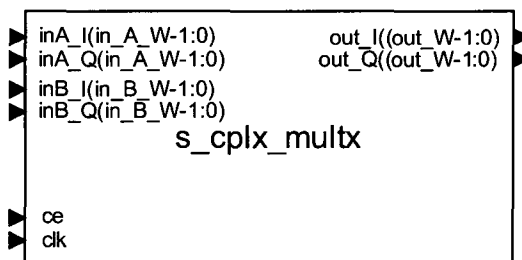 inA_I(in_A_W-1:0)
out_I((out_W-1:0)
inA_Q(in_A_W-1:0)
out_Q((out_W-1:0)
inB_I(in_B_W-1:0)
inB_Q(in_B_W-1:0)
s_cplx_multx
ce
clk